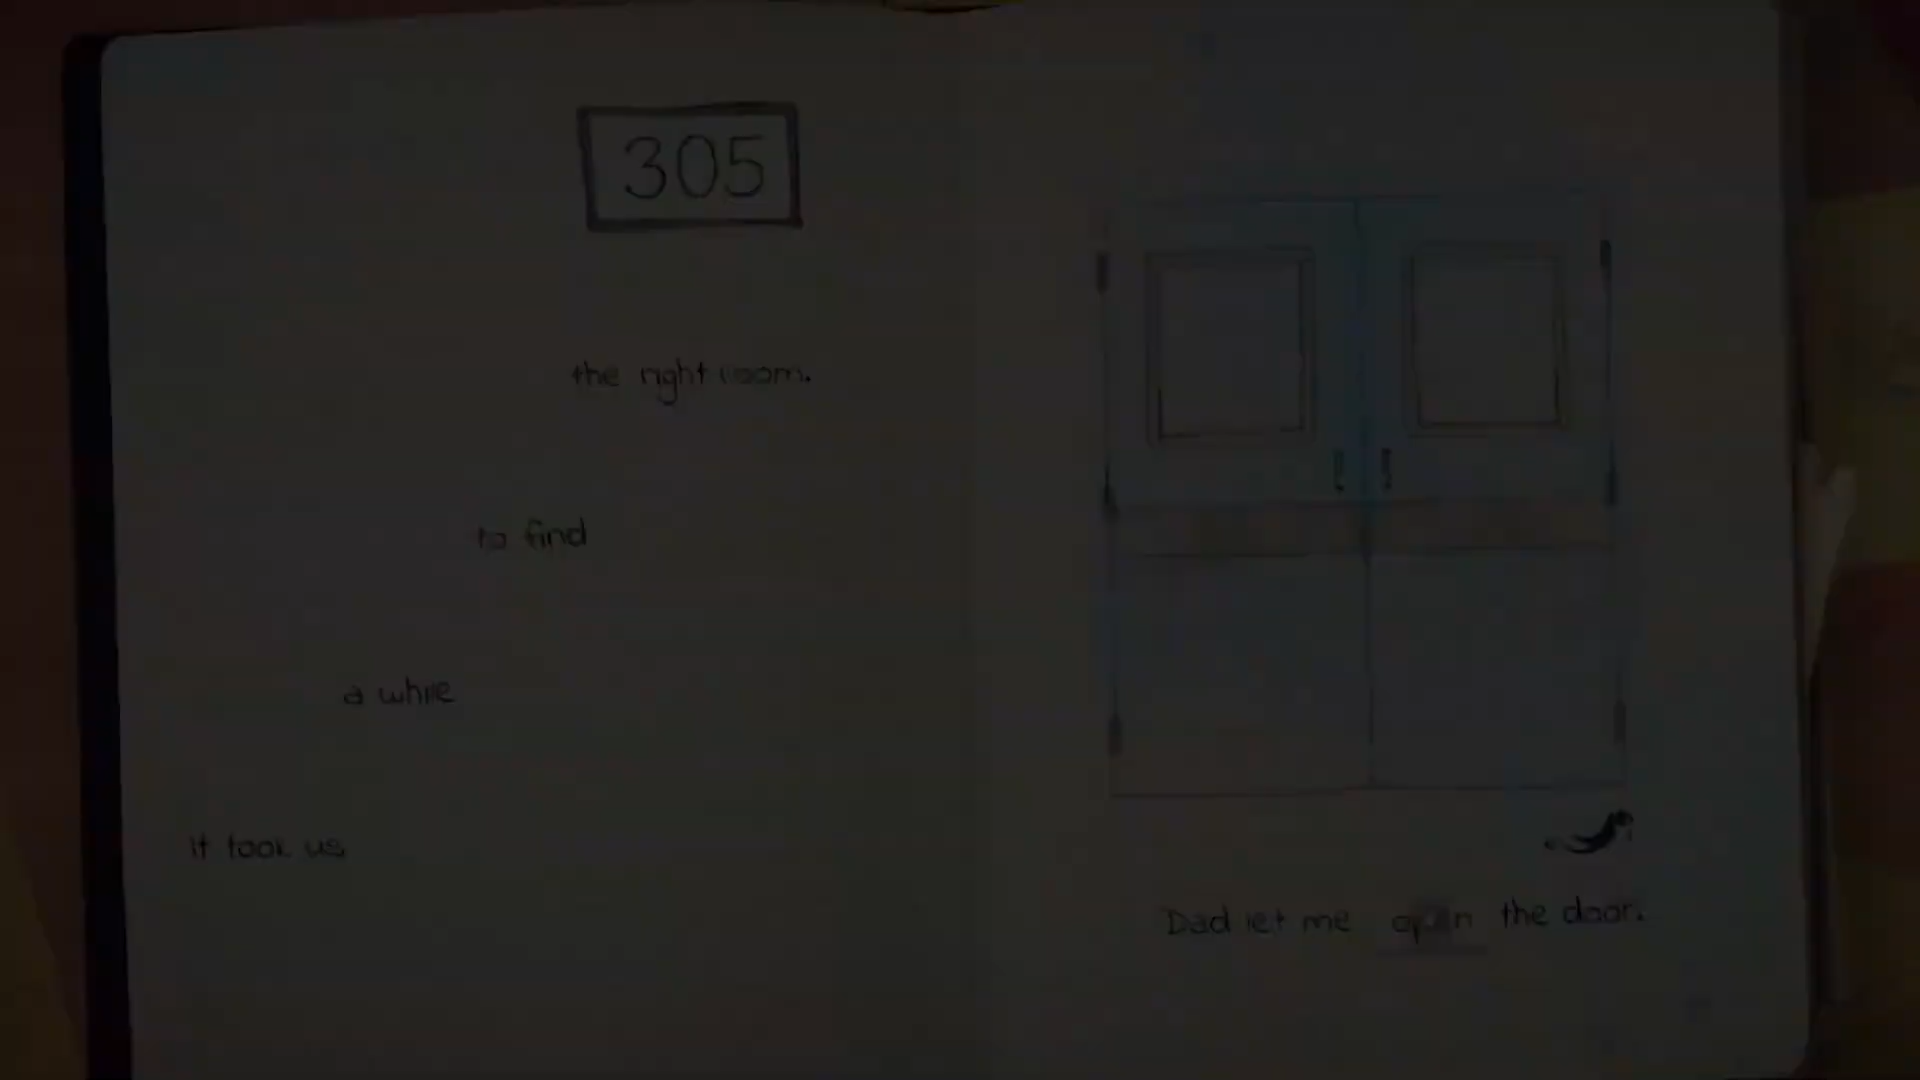 305
It took us
a while
to find
the right room.
Dad let me open the door.